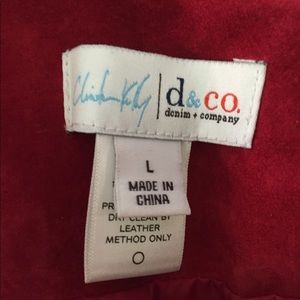 d&co.
denim + company
L
MADE IN
CHINA
DRY CLEAN BY
LEATHER
METHOD ONLY